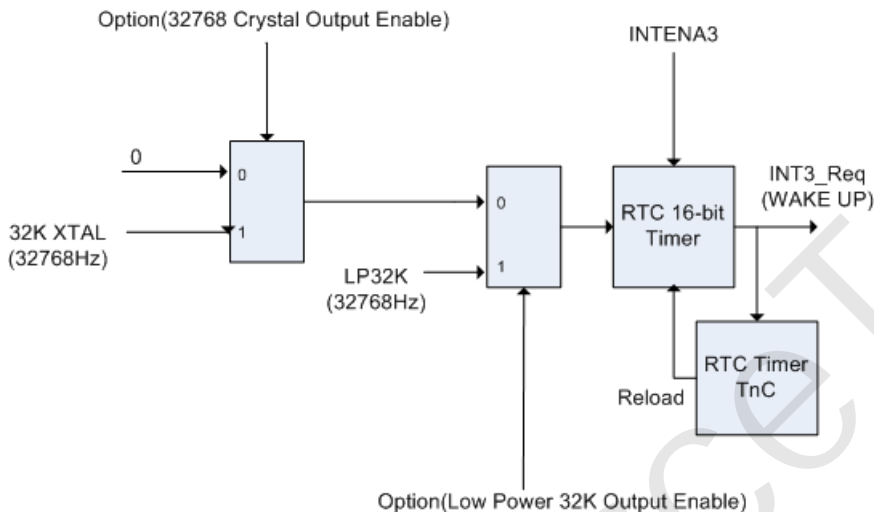 Option(32768 Crystal Output Enable)
INTENA3
0
0
32K XTAL
(32768Hz)
1
0
LP32K
(32768Hz)
1
RTC 16-bit
Timer
INT3_Req
(WAKE UP)
RTC Timer
TnC
Reload
Option(Low Power 32K Output Enable)